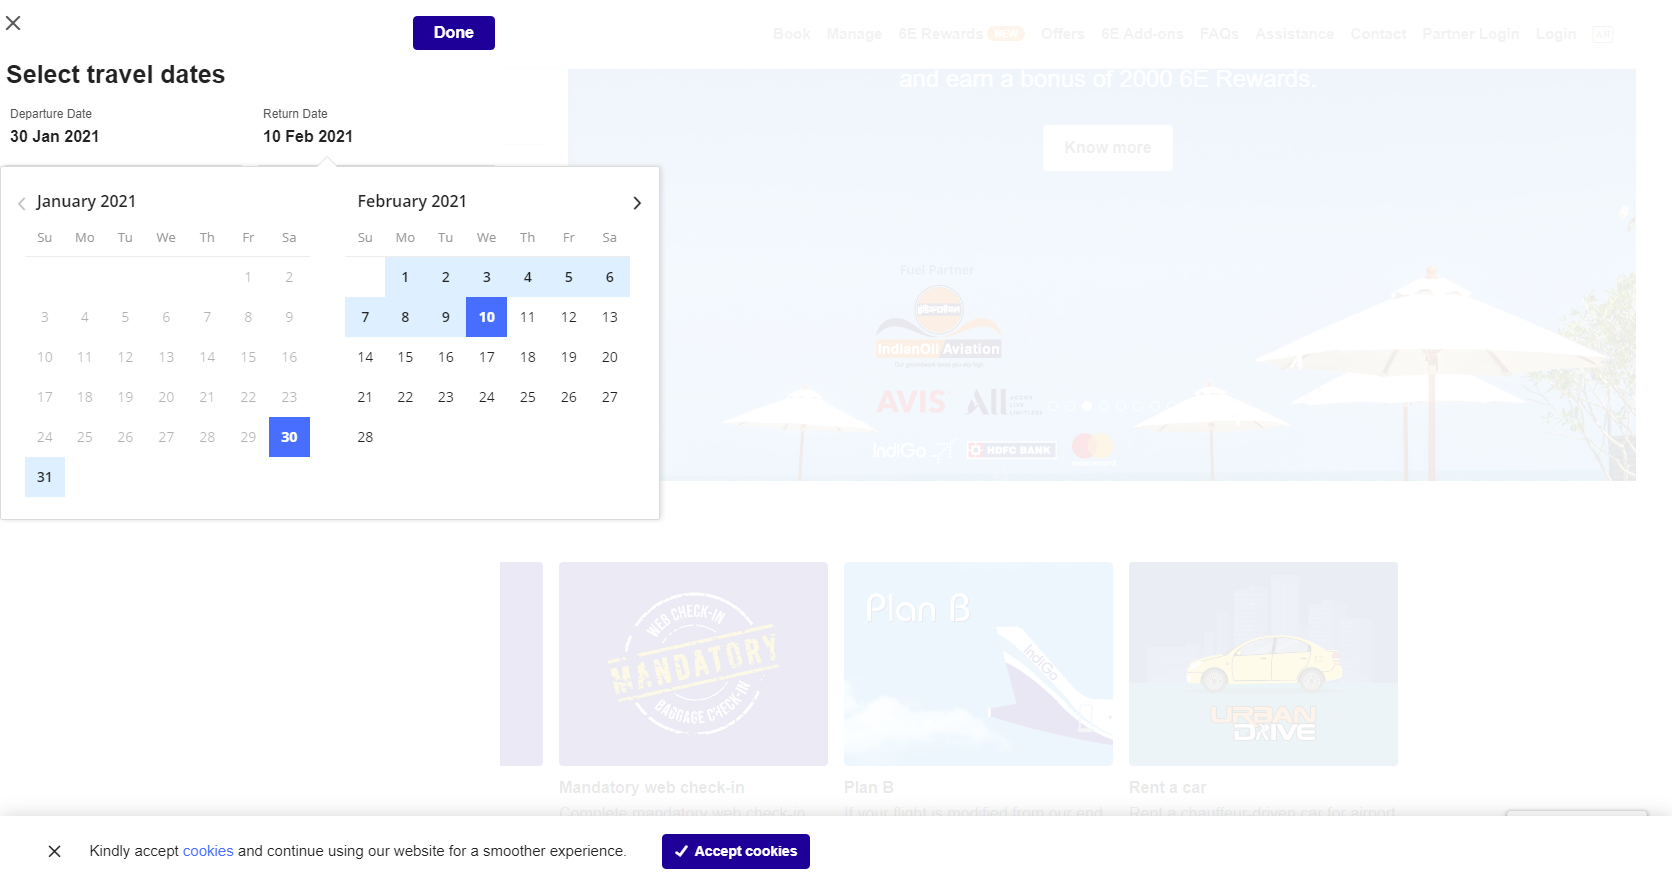 Done
Book Manage 6E Rewards NEW Offers 6E Add-ons FAQs Assistance Contact Partner Login Login
Select travel dates
and earn a bonus of 2000 6E Rewards.
Departure Date Return Date
30 Jan 2021 10 Feb 2021
Know more
January 2021 February 2021
Su Mo Tu We Th Fr Sa Su Mo Tu We Th Fr Sa
1 2 1 2 3 4 5 6
3 4 5 6 7 8 9 7 8 9 10 11 12 13
10 11 12 13 14 15 16 14 15 16 17 18 19 20
17 18 19 20 21 22 23 21 22 23 24 25 26 27
24 25 26 27 28 29 30 28
31
Fuel Partner
IndianOil Aviation
AVIS ALL
IndiGo HDFC BANK
WEB CHECK-IN
MANDATORY
BAGGAGE CHECK-IN
Plan B
IndiGo
URBAN
DRIVE
Mandatory web check-in Plan B Rent a car
Complete mandatory web check-in If your flight is modified from our end Rent a chauffeur-driven car for airport
Kindly accept cookies and continue using our website for a smoother experience. Accept cookies